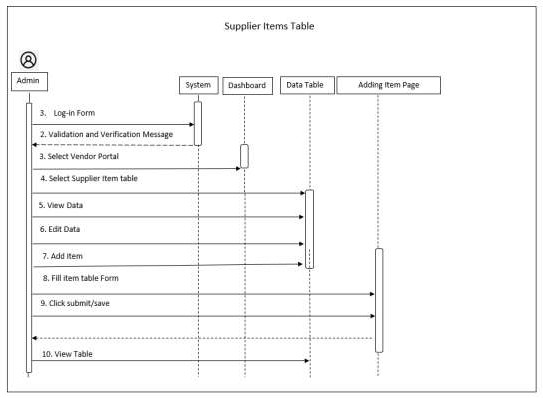 Supplier Items Table
Admin
System
Dashboard
Data Table
Adding Item Page
3. Log-in Form
2. Validation and Verification Message
3. Select Vendor Portal
4. Select Supplier Item table
5. View Data
6. Edit Data
7. Add item
8. Fill item table Form
9. Click submit/save
10. View Table